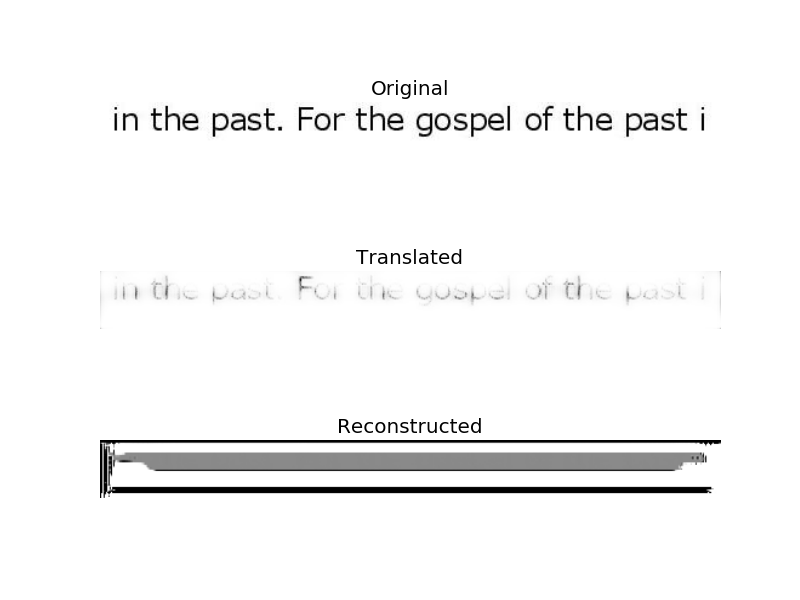 Original
in the past. For the gospel of the past i
Translated
in the past. For the gospel of the past i
Reconstructed